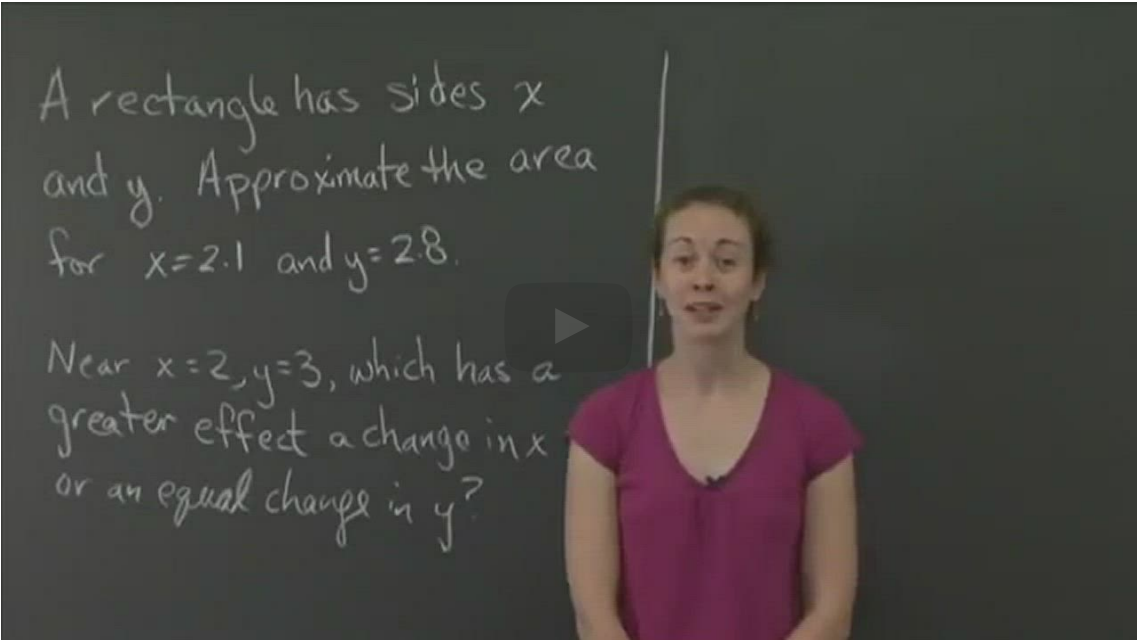 A rectangle has sides x
and y. Approximate the area
for x=2.1 and y=2.8.
Near x=2, y=3, which has a
greater effect a change in x
or an equal change in y?